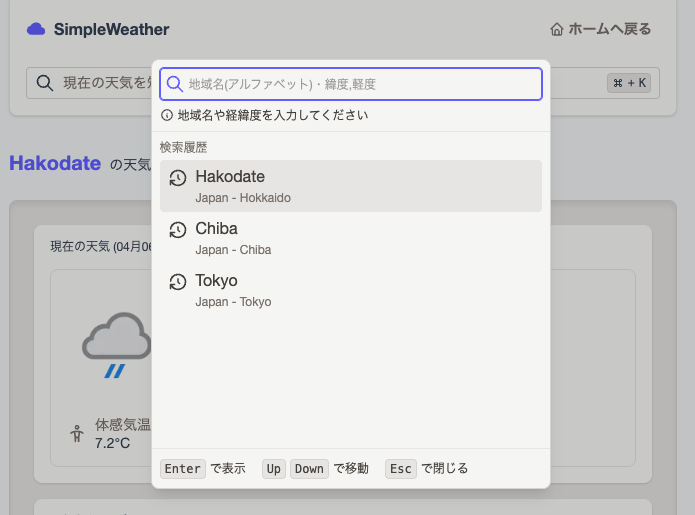 SimpleWeather
ホームへ戻る
現在の天気を
⌘ + K
地域名(アルファベット)・緯度,軽度
地域名や経緯度を入力してください
検索履歴
Hakodate
Japan - Hokkaido
Chiba
Japan - Chiba
Tokyo
Japan - Tokyo
Enter で表示 Up Down で移動 Esc で閉じる
Hakodate の天気
現在の天気 (04月06
体感気温
7.2°C